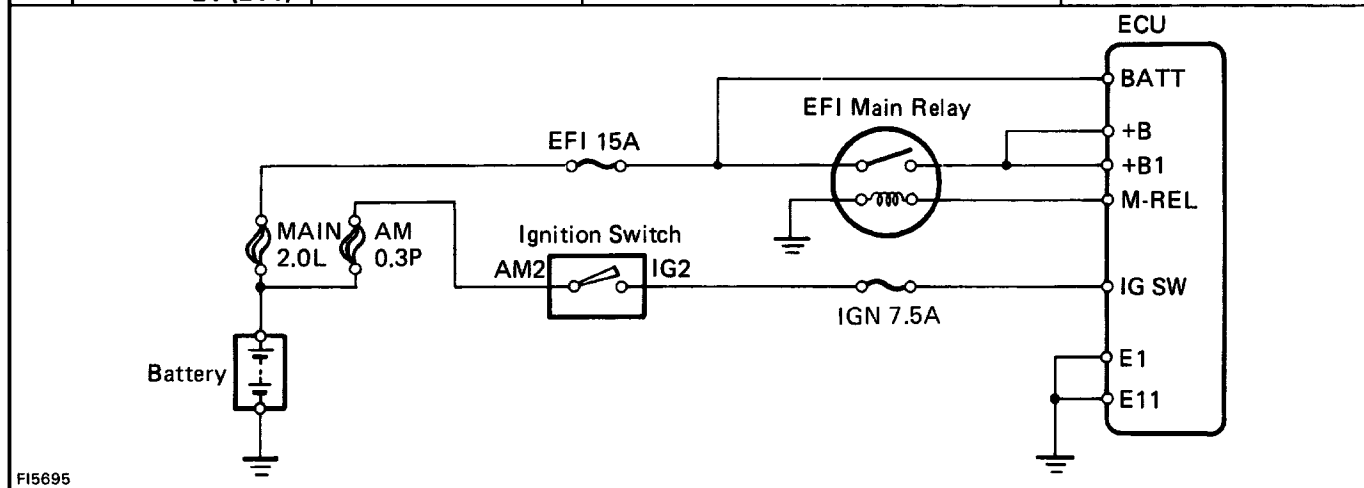 ECU
BATT
EFI Main Relay
+B
EFI 15A
+B1
M-REL
MAIN
2.0L
AM
0.3P
Ignition Switch
AM2
IG2
IG SW
IGN 7.5A
Battery
E1
E11
FI5695